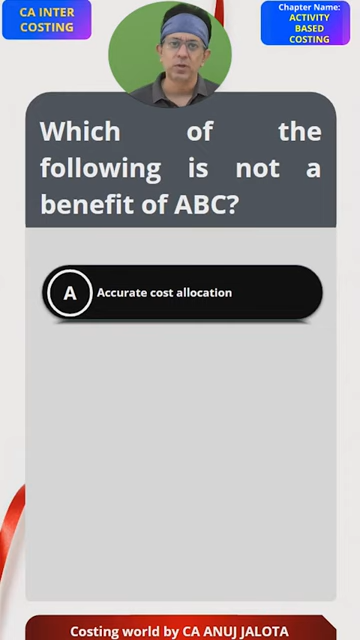 CA INTER
COSTING
Chapter Name:
ACTIVITY
BASED
COSTING
Which of the
following is not a
benefit of ABC?
A Accurate cost allocation
Costing world by CA ANUJ JALOTA